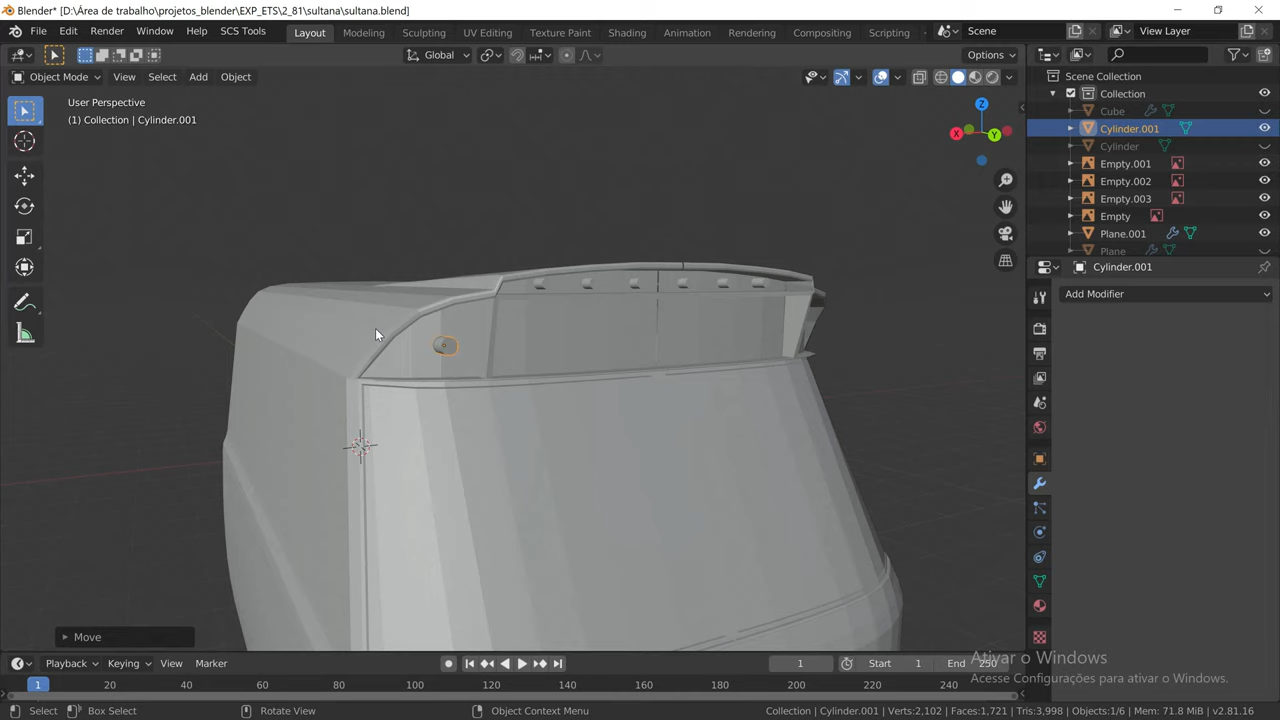 Blender* [D:\Área de trabalho\projetos_blender\EXP_ETS\2_81\sultana\sultana.blend]
File Edit Render Window Help SCS Tools Layout Modeling Sculpting UV Editing Texture Paint Shading Animation Rendering Compositing Scripting Scene View Layer
Global Options
Object Mode View Select Add Object
User Perspective
(1) Collection | Cylinder.001
Z
X
Y
Scene Collection
Collection
Cube
Cylinder.001
Cylinder
Empty.001
Empty.002
Empty.003
Empty
Plane.001
Plane
Cylinder.001
Add Modifier
Move
Playback Keying View Marker 1 Start 1 End 250
1 20 40 60 80 100 120 140 160 180 200 220 240
Ativar o Windows
Acesse Configurações para ativar o Windows.
Select Box Select Rotate View Object Context Menu Collection | Cylinder.001 | Verts:2,102 | Faces:1,721 | Tris:3,998 | Objects:1/6 | Mem: 71.8 MiB | v2.81.16